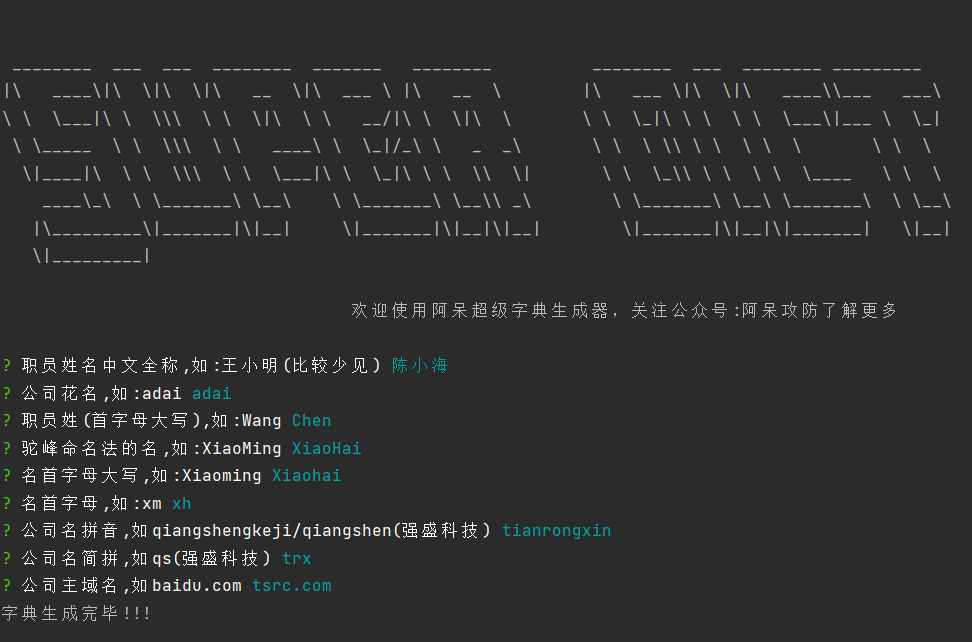 SUPER DICT
欢迎使用阿呆超级字典生成器，关注公众号:阿呆攻防了解更多
? 职员姓名中文全称,如:王小明(比较少见) 陈小海
? 公司花名,如:adai adai
? 职员姓(首字母大写),如:Wang Chen
? 驼峰命名法的名,如:XiaoMing XiaoHai
? 名首字母大写,如:Xiaoming Xiaohai
? 名首字母,如:xm xh
? 公司名拼音,如qiangshengkeji/qiangshen(强盛科技) tianrongxin
? 公司名简拼,如qs(强盛科技) trx
? 公司主域名,如baidu.com tsrc.com
字典生成完毕!!!